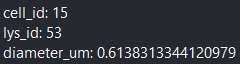 cell_id: 15
lys_id: 53
diameter_um: 0.6138313344120979